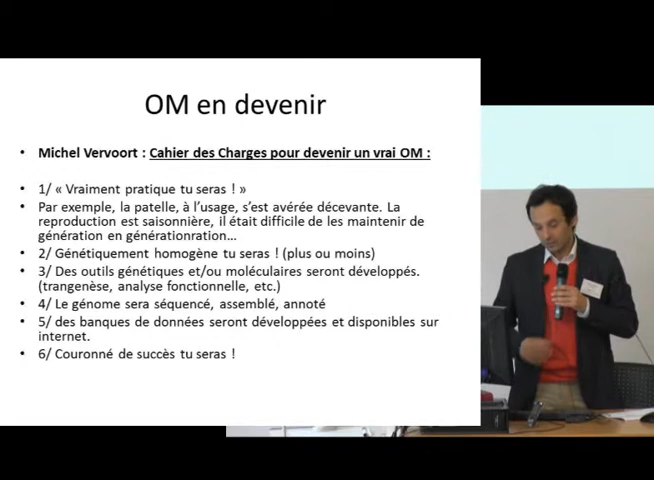 OM en devenir
• Michel Vervoort : Cahier des Charges pour devenir un vrai OM :
• 1/ « Vraiment pratique tu seras ! »
• Par exemple, la patelle, à l'usage, s'est avérée décevante. La
reproduction est saisonnière, il était difficile de les maintenir de
génération en générationration…
• 2/ Génétiquement homogène tu seras ! (plus ou moins)
• 3/ Des outils génétiques et/ou moléculaires seront développés.
(trangenèse, analyse fonctionnelle, etc.)
• 4/ Le génome sera séquencé, assemblé, annoté
• 5/ des banques de données seront développées et disponibles sur
internet.
• 6/ Couronné de succès tu seras !